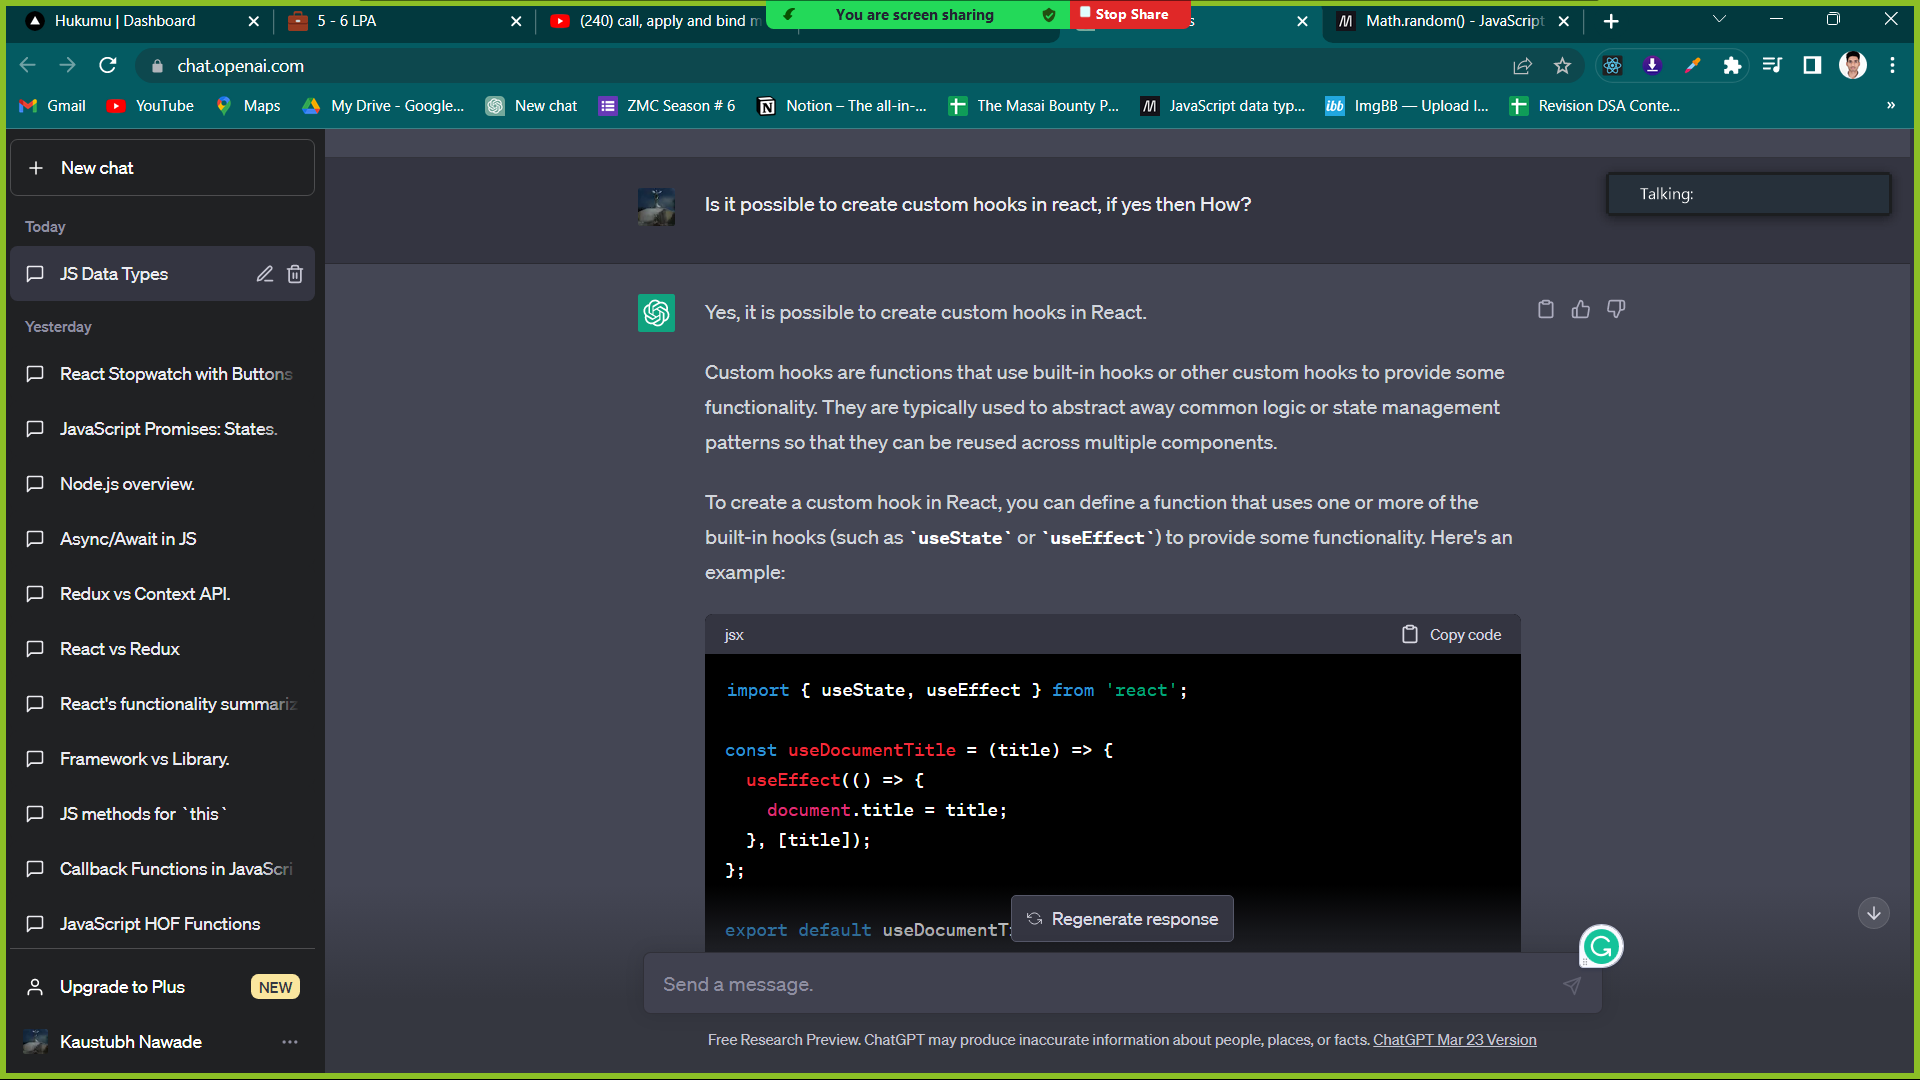 Hukumu | Dashboard
5 - 6 LPA
(240) call, apply and bind m
You are screen sharing
Stop Share
Math.random() - JavaScript
chat.openai.com
Gmail
YouTube
Maps
My Drive - Google...
New chat
ZMC Season # 6
Notion – The all-in-...
The Masai Bounty P...
JavaScript data typ...
ibb
ImgBB — Upload I...
Revision DSA Conte...
»
New chat
Today
JS Data Types
Yesterday
React Stopwatch with Buttons
JavaScript Promises: States.
Node.js overview.
Async/Await in JS
Redux vs Context API.
React vs Redux
React's functionality summariz
Framework vs Library.
JS methods for `this`
Callback Functions in JavaScri
JavaScript HOF Functions
Upgrade to Plus
NEW
Kaustubh Nawade
Talking:
Is it possible to create custom hooks in react, if yes then How?
Yes, it is possible to create custom hooks in React.
Custom hooks are functions that use built-in hooks or other custom hooks to provide some
functionality. They are typically used to abstract away common logic or state management
patterns so that they can be reused across multiple components.
To create a custom hook in React, you can define a function that uses one or more of the
built-in hooks (such as `useState` or `useEffect`) to provide some functionality. Here's an
example:
jsx
Copy code
import { useState, useEffect } from 'react';
const useDocumentTitle = (title) => {
useEffect(() => {
document.title = title;
}, [title]);
};
export default useDocumentT
Regenerate response
Send a message.
Free Research Preview. ChatGPT may produce inaccurate information about people, places, or facts. ChatGPT Mar 23 Version